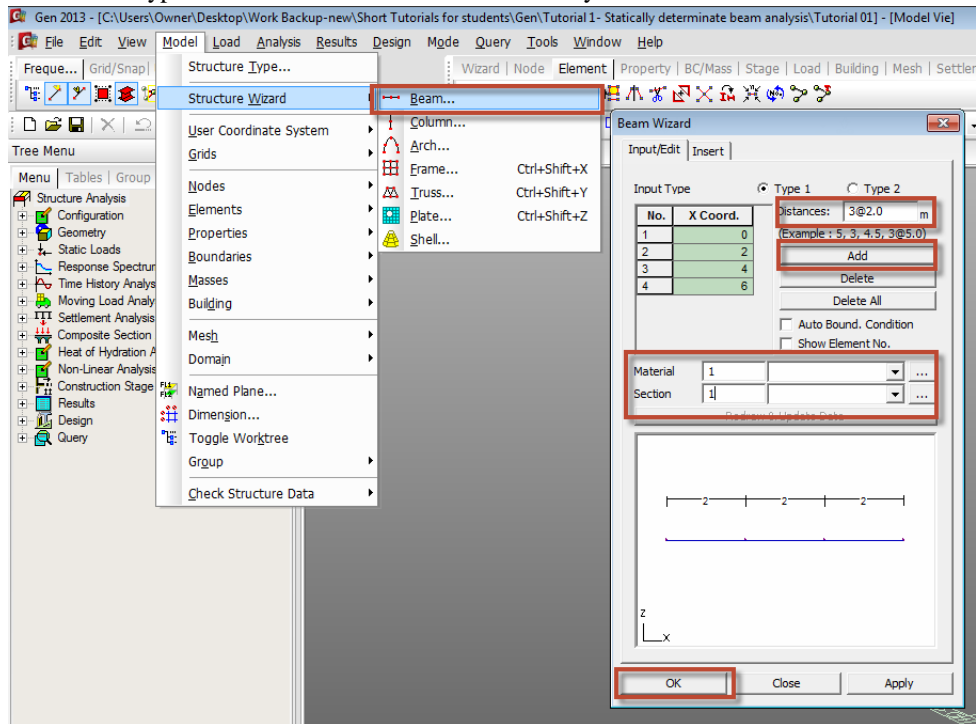 Gen 2013 - [C:\Users\Owner\Desktop\Work Backup-new\Short Tutorials for students\Gen\Tutorial 1- Statically determinate beam analysis\Tutorial 01] - [Model Vie]
File Edit View Model Load Analysis Results Design Mode Query Tools Window Help
Freque... Grid/Snap Wizard Node Element Property BC/Mass Stage Load Building Mesh Settlem
Structure Type...
Structure Wizard
User Coordinate System
Grids
Nodes
Elements
Properties
Boundaries
Masses
Building
Mesh
Domain
Named Plane...
Dimension...
Toggle Worktree
Group
Check Structure Data
Beam...
Column...
Arch...
Frame... Ctrl+Shift+X
Truss... Ctrl+Shift+Y
Plate... Ctrl+Shift+Z
Shell...
Tree Menu
Menu Tables Group
Structure Analysis
Configuration
Geometry
Static Loads
Response Spectrur
Time History Analys
Moving Load Analy
Settlement Analysis
Composite Section
Heat of Hydration A
Non-Linear Analysis
Construction Stage
Results
Design
Query
Beam Wizard
Input/Edit Insert
Input Type Type 1 Type 2
No. X Coord.
1 0
2 2
3 4
4 6
Distances: 3@2.0 m
(Example : 5, 3, 4.5, 3@5.0)
Add
Delete
Delete All
Auto Bound. Condition
Show Element No.
Material 1 ...
Section 1 ...
Redraw & Update Data
2 2 2
Z
X
OK Close Apply